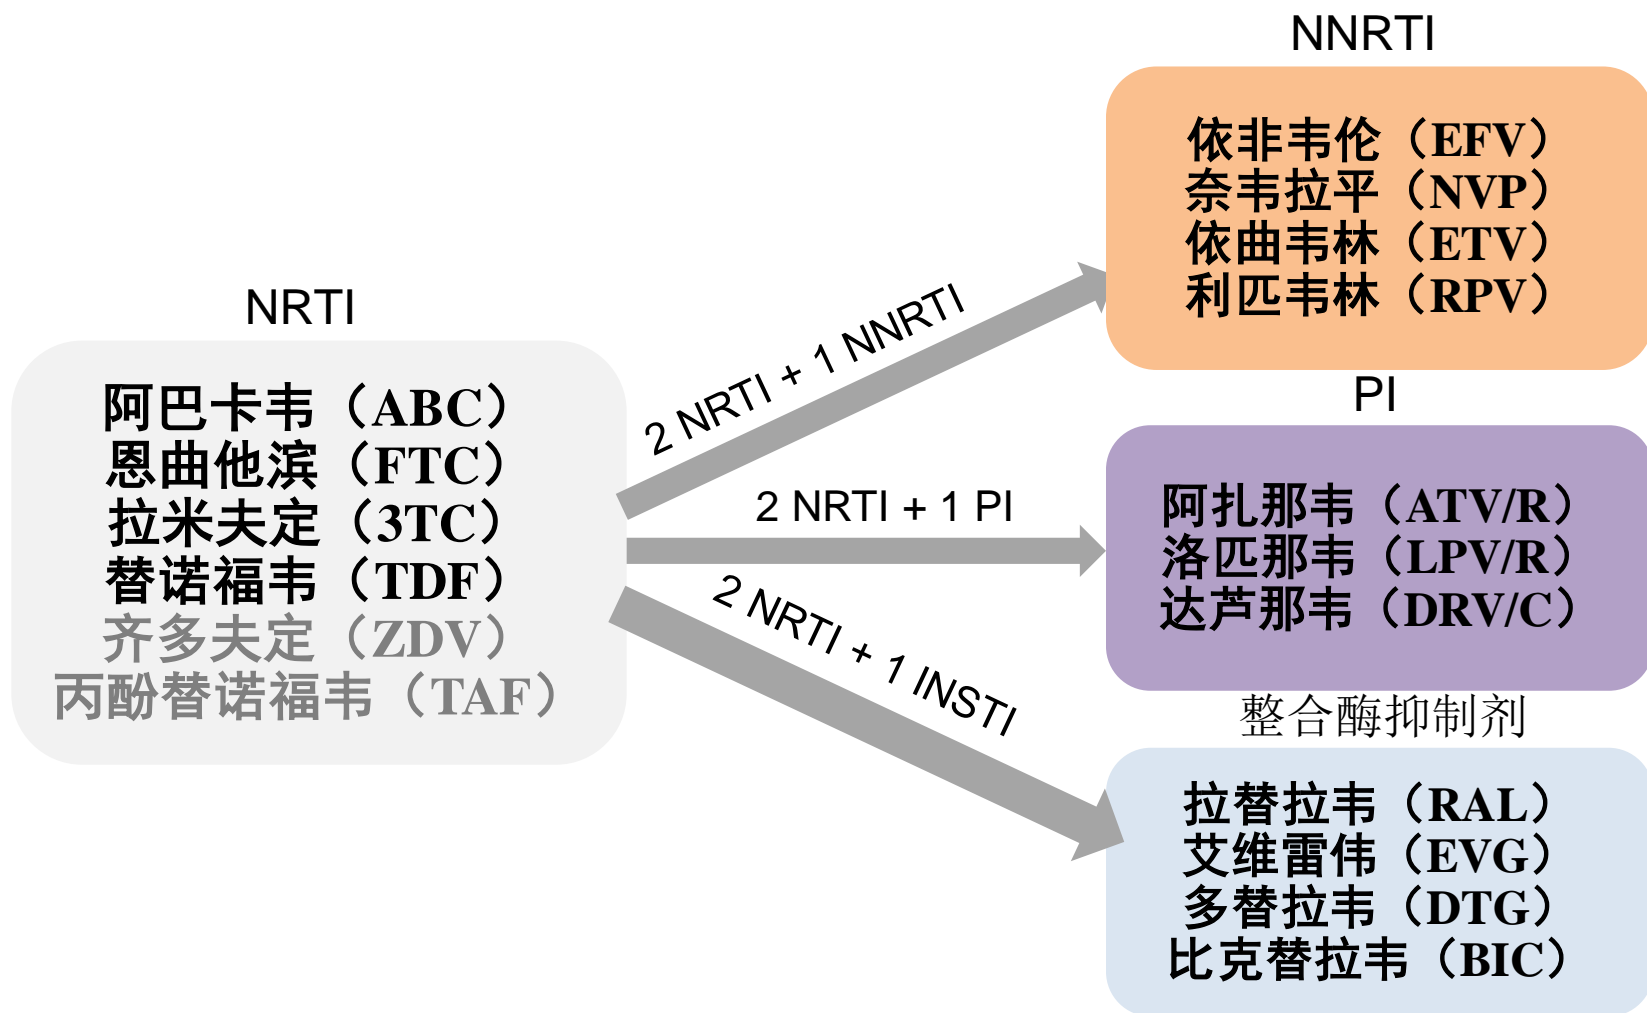 NRTI
阿巴卡韦（ABC）
恩曲他滨（FTC）
拉米夫定（3TC）
替诺福韦（TDF）
齐多夫定（ZDV）
丙酚替诺福韦（TAF）
2 NRTI + 1 NNRTI
2 NRTI + 1 PI
2 NRTI + 1 INSTI
NNRTI
依非韦伦（EFV）
奈韦拉平（NVP）
依曲韦林（ETV）
利匹韦林（RPV）
PI
阿扎那韦（ATV/R）
洛匹那韦（LPV/R）
达芦那韦（DRV/C）
整合酶抑制剂
拉替拉韦（RAL）
艾维雷伟（EVG）
多替拉韦（DTG）
比克替拉韦（BIC）